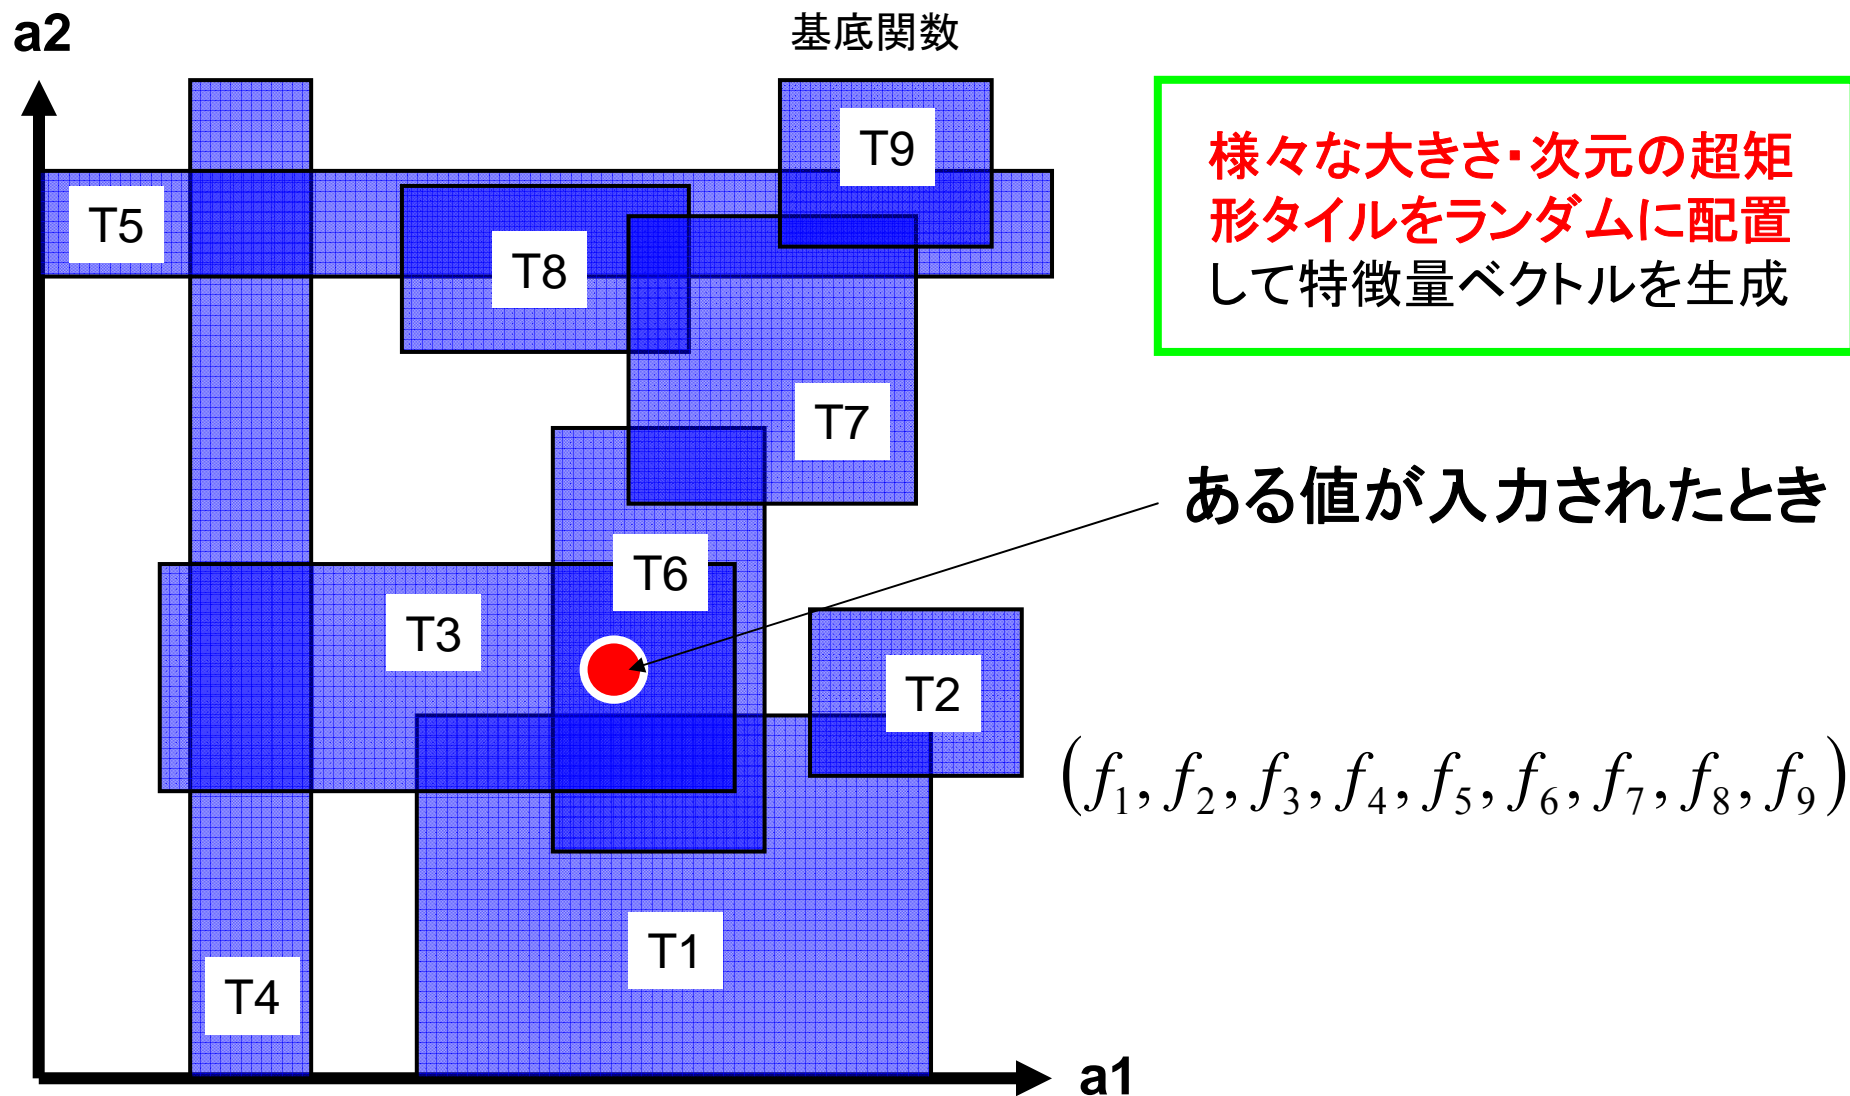 a2
基底関数
T9
様々な大きさ・次元の超矩
形タイルをランダムに配置
して特徴量ベクトルを生成
T5
T8
T7
ある値が入力されたとき
T6
T3
T2
(f1, f2, f3, f4, f5, f6, f7, f8, f9)
T1
T4
a1